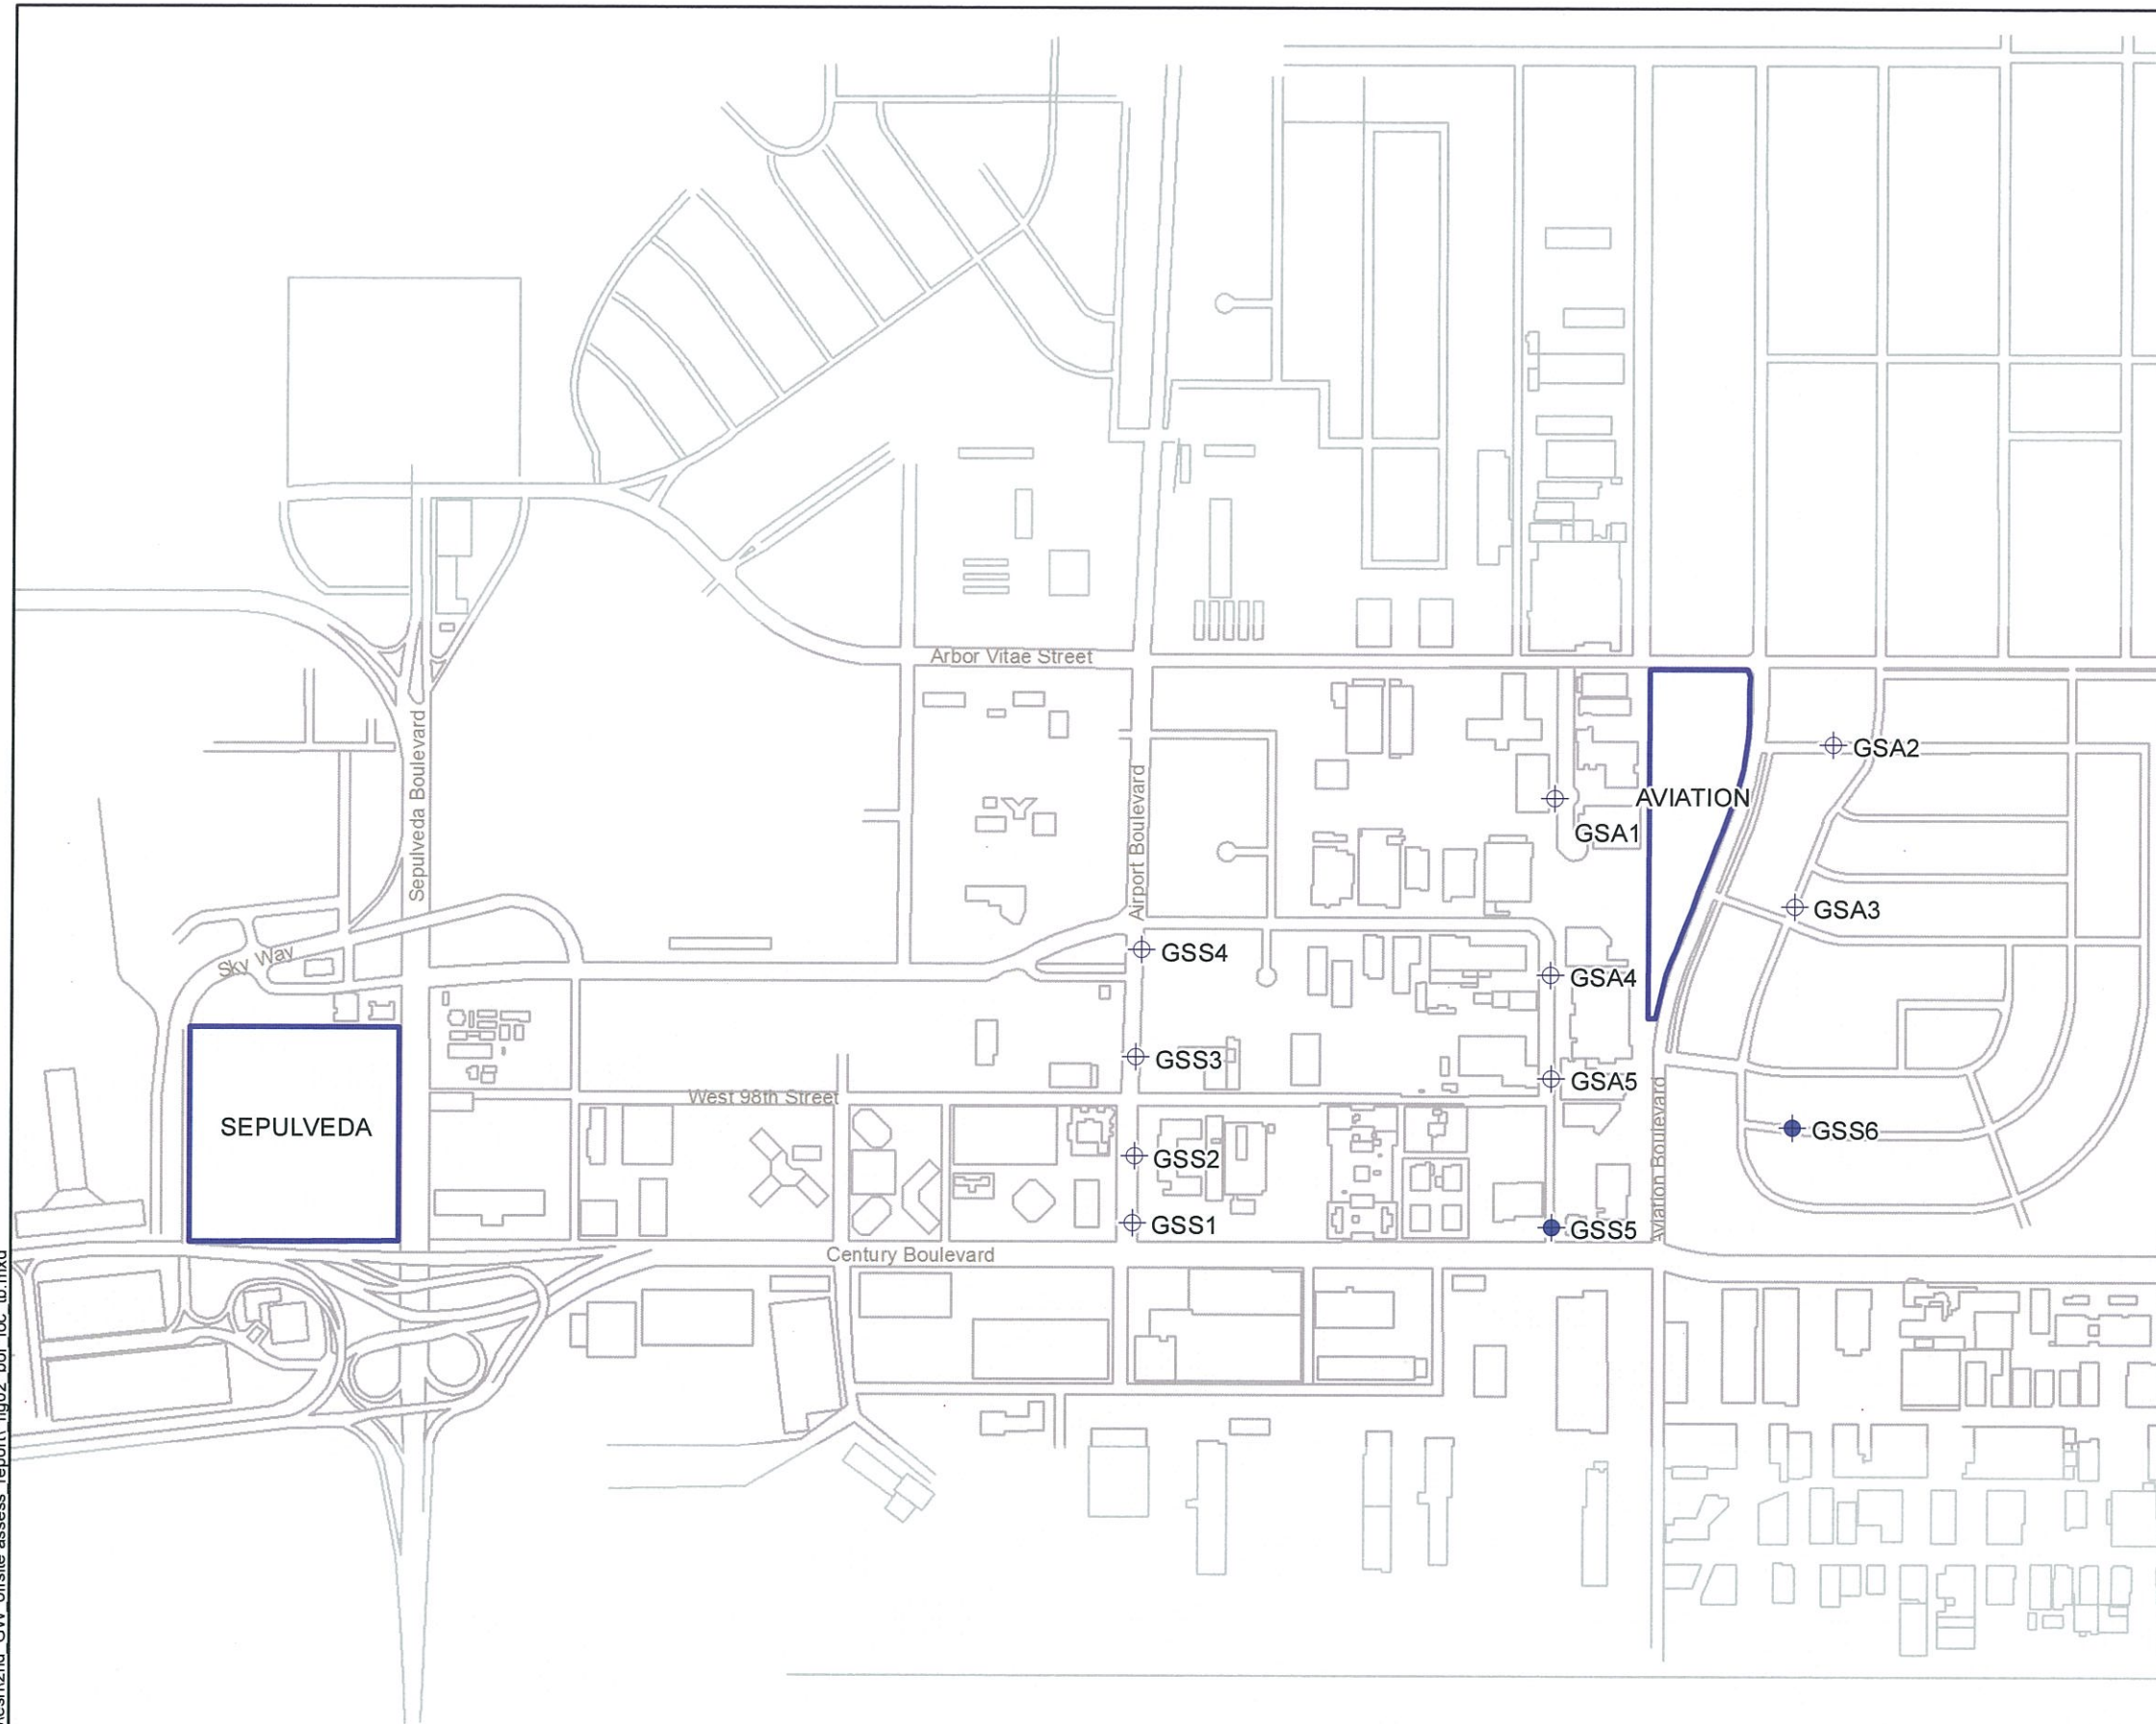 Arbor Vitae Street
Sepulveda Boulevard
Airport Boulevard
GSA2
AVIATION
GSA1
GSA3
GSS4
Sky Way
GSA4
GSS3
GSA5
West 98th Street
SEPULVEDA
Aviation Boulevard
GSS6
GSS2
GSS1
GSS5
Century Boulevard